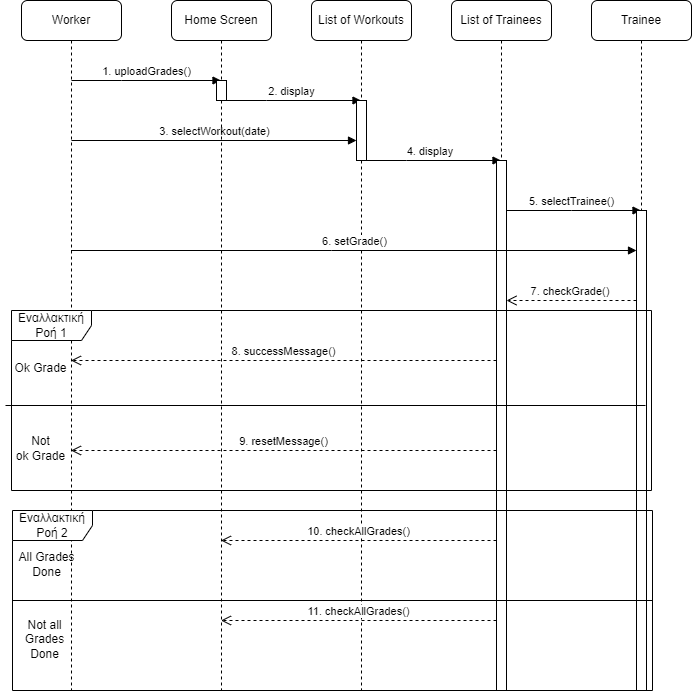 Worker
Home Screen
List of Workouts
List of Trainees
Trainee
1. uploadGrades()
2. display
3. selectWorkout(date)
4. display
5. selectTrainee()
6. setGrade()
7. checkGrade()
Εναλλακτική
Ροή 1
8. successMessage()
Ok Grade
Not
ok Grade
9. resetMessage()
Εναλλακτική
Ροή 2
10. checkAllGrades()
All Grades
Done
11. checkAllGrades()
Not all
Grades
Done